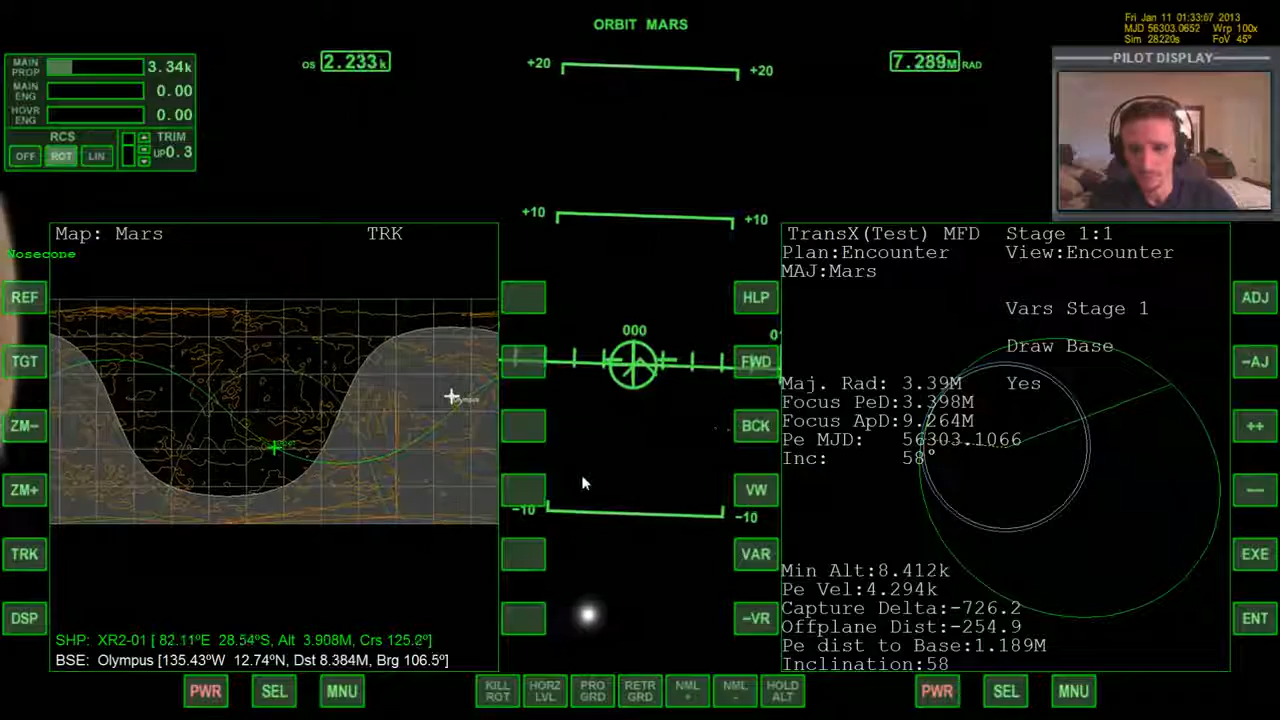 ORBIT MARS
Fri Jan 11 01:33:57 2013
MJD 56303.0652 Wrp 100x
Sim 28220s FoV 45°
MAIN PROP 3.34k
MAIN ENG 0.00
HOVR ENG 0.00
RCS TRIM
OFF ROT LIN UP0.3
OS 2.233k
+20 +20
7.289M RAD
PILOT DISPLAY
+10 +10
000
-10 -10
Map: Mars TRK
Nosecone
REF
TGT
ZM-
ZM+
TRK
DSP
Olympus
SHP: XR2-01 [ 82.11°E 28.54°S, Alt 3.908M, Crs 125.2°]
BSE: Olympus [135.43°W 12.74°N, Dst 8.384M, Brg 106.5°]
PWR SEL MNU
HLP
FWD
BCK
VW
VAR
-VR
TransX(Test) MFD Stage 1:1
Plan:Encounter View:Encounter
MAJ:Mars
Vars Stage 1
Draw Base
Maj. Rad: 3.39M Yes
Focus PeD:3.398M
Focus ApD:9.264M
Pe MJD: 56303.1066
Inc: 58°
Min Alt:8.412k
Pe Vel:4.294k
Capture Delta:-726.2
Offplane Dist:-254.9
Pe dist to Base:1.189M
Inclination:58
ADJ
-AJ
++
--
EXE
ENT
KILL ROT
HORZ LVL
PRO GRD
RETR GRD
NML +
NML -
HOLD ALT
PWR SEL MNU